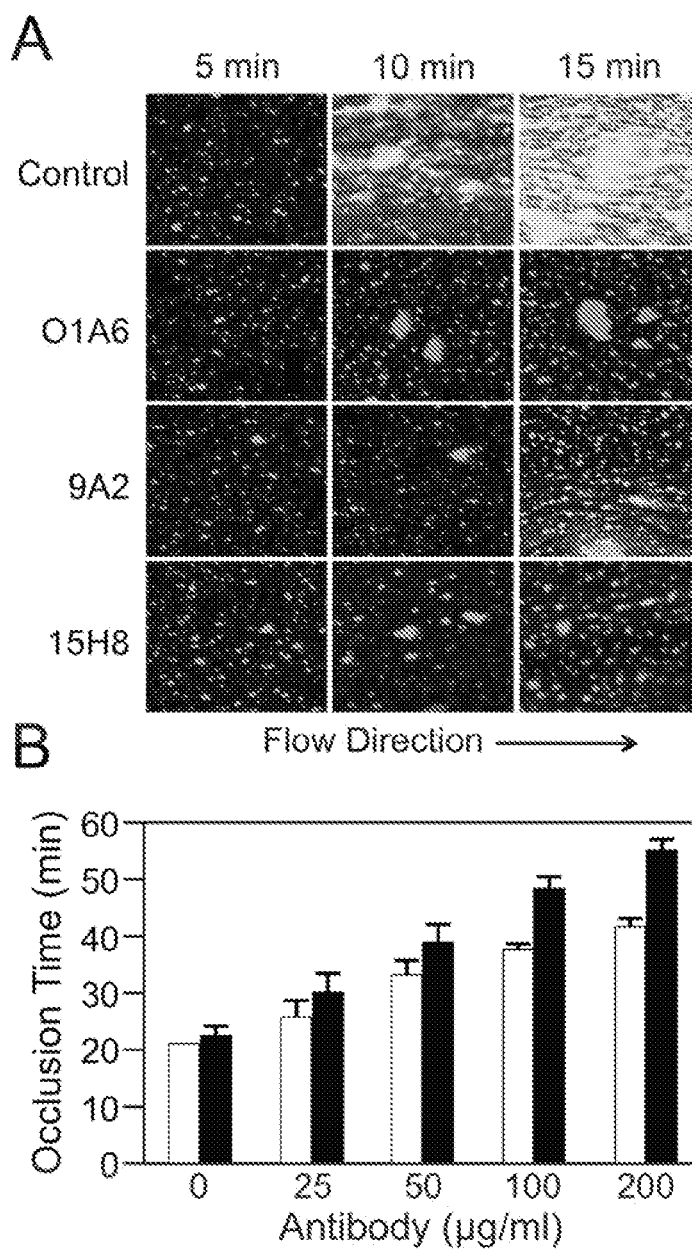 A
5 min 10 min 15 min
Control
O1A6
9A2
15H8
Flow Direction
B
Occlusion Time (min)
60
50
40
30
20
10
0
0 25 50 100 200
Antibody (µg/ml)